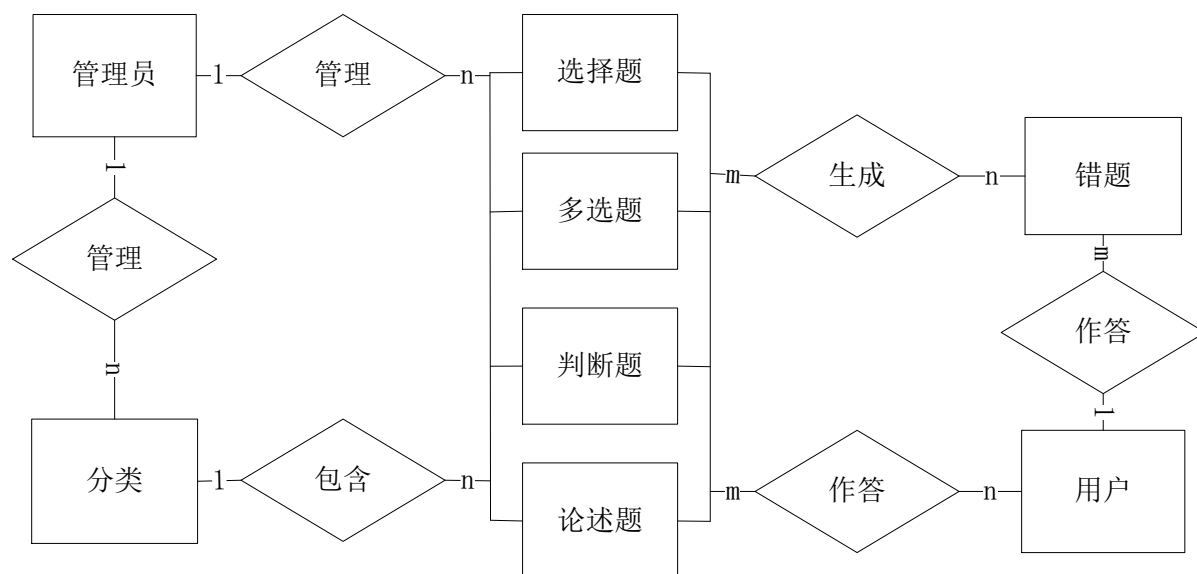 管理员
1
管理
n
选择题
1
管理
n
多选题
m
生成
n
错题
m
作答
1
判断题
分类
1
包含
n
论述题
m
作答
n
用户